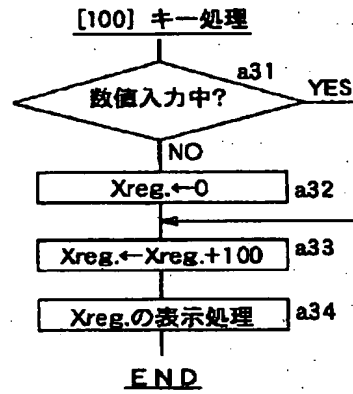 [100] キー処理
a31
数値入力中?
YES
NO
Xreg.←0
a32
Xreg.←Xreg.+100
a33
Xreg.の表示処理
a34
END